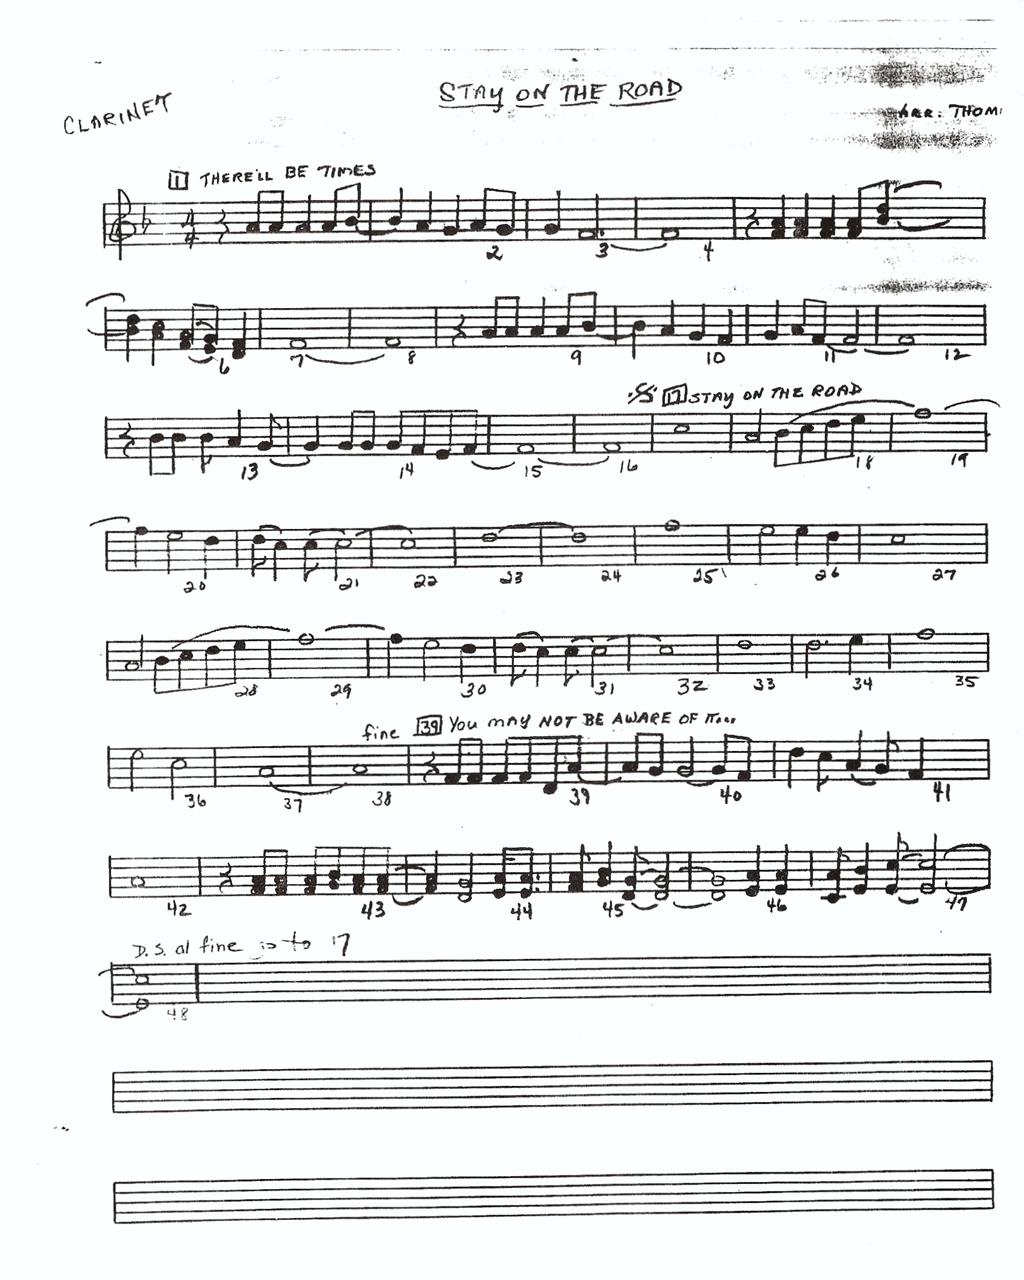 STAY ON THE ROAD
CLARINET
ARR. THOM
1 THERE'LL BE TIMES
4
4
2 3 4
6 7 8 9 10 11 12
17 STAY ON THE ROAD
13 14 15 16 18 19
20 21 22 23 24 25 26 27
28 29 30 31 32 33 34 35
fine 39 YOU MAY NOT BE AWARE OF IT...
36 37 38 39 40 41
42 43 44 45 46 47
D.S. al fine go to 17
48